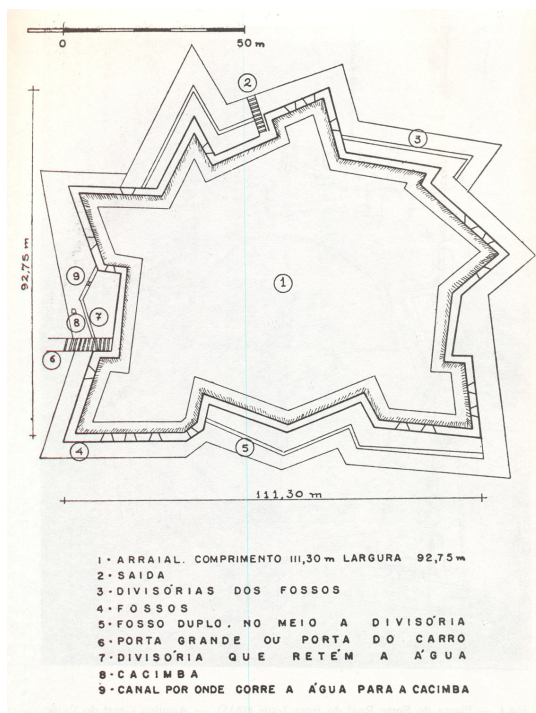 0 50 m
2
3
92,75 m
9
1
8 7
6
4
5
111,30 m
1 • ARRAIAL. COMPRIMENTO 111,30 m LARGURA 92,75 m
2 • SAIDA
3 • DIVISÓRIAS DOS FOSSOS
4 • FOSSOS
5 • FOSSO DUPLO. NO MEIO A DIVISÓRIA
6 • PORTA GRANDE OU PORTA DO CARRO
7 • DIVISÓRIA QUE RETÉM A ÁGUA
8 • CACIMBA
9 • CANAL POR ONDE CORRE A ÁGUA PARA A CACIMBA